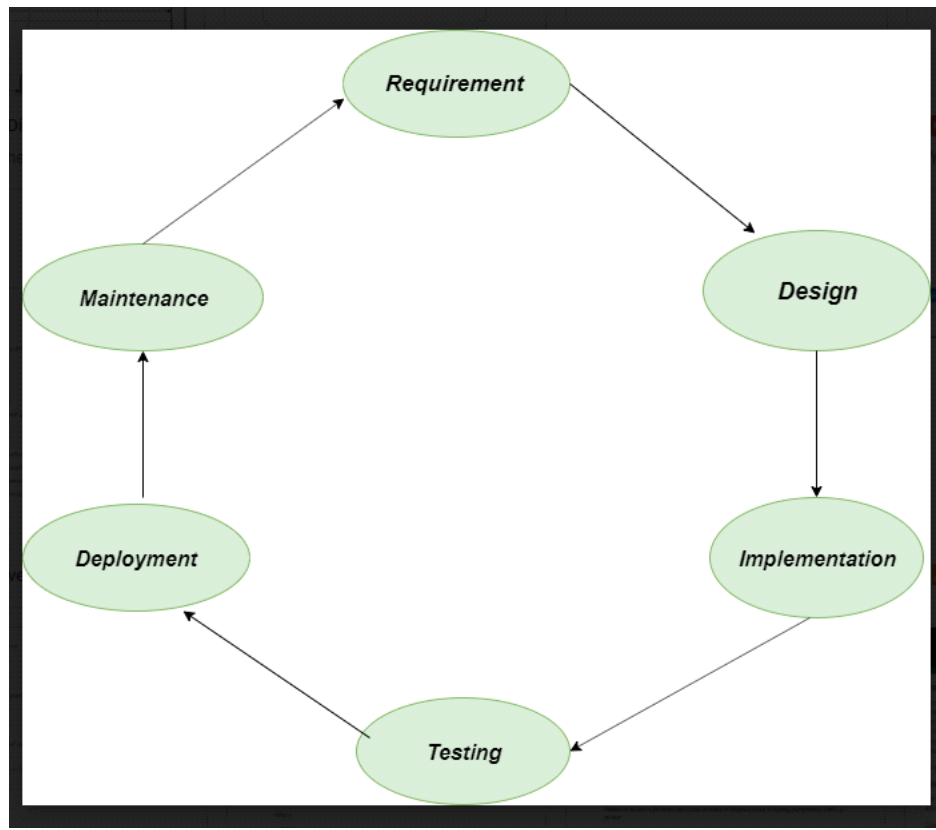 Requirement
Design
Implementation
Testing
Deployment
Maintenance